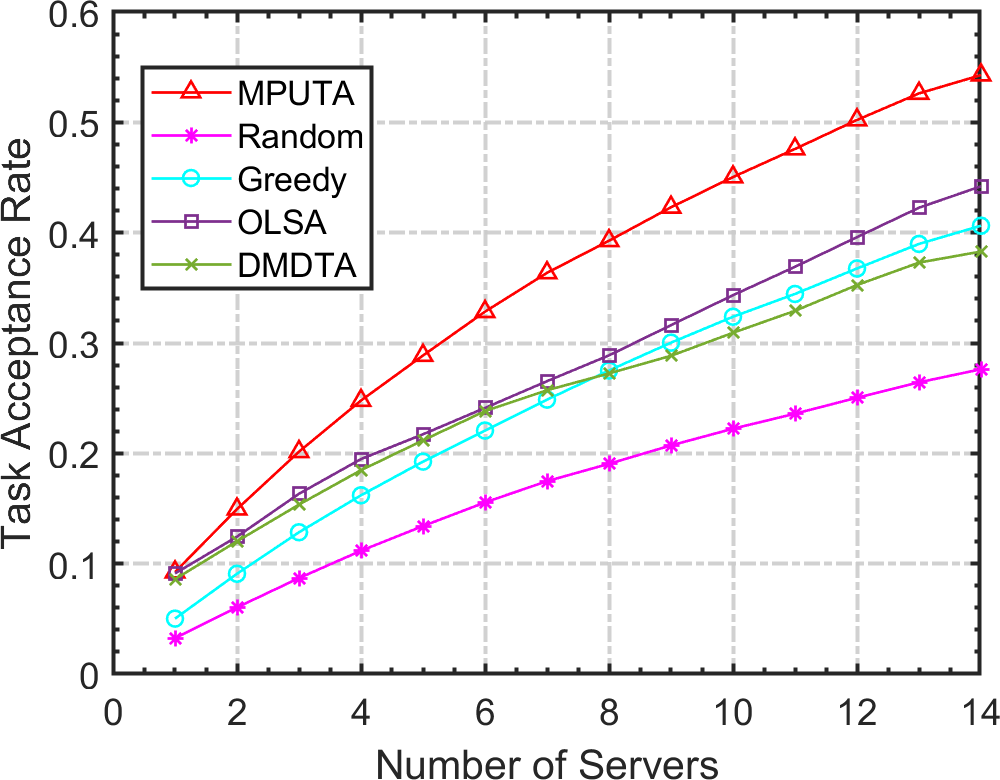 0.6
0.5
0.4
0.3
0.2
0.1
0
Task Acceptance Rate
MPUTA
Random
Greedy
OLSA
DMDTA
0 2 4 6 8 10 12 14
Number of Servers